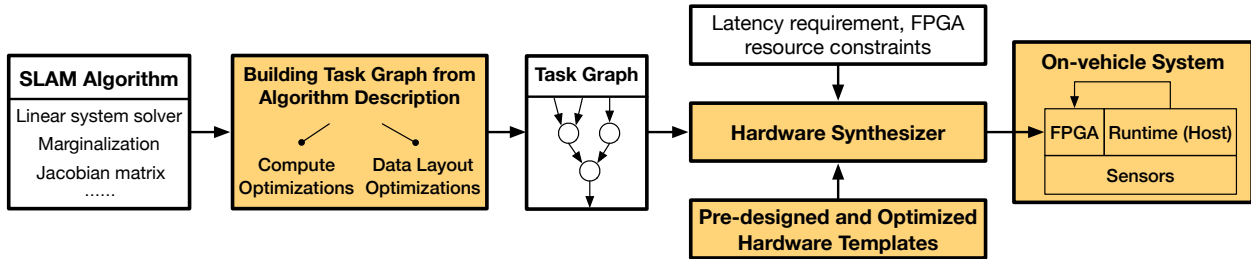 SLAM Algorithm
Linear system solver
Marginalization
Jacobian matrix
......
Building Task Graph from
Algorithm Description
Compute
Optimizations
Data Layout
Optimizations
Task Graph
Latency requirement, FPGA
resource constraints
Hardware Synthesizer
Pre-designed and Optimized
Hardware Templates
On-vehicle System
FPGA
Runtime (Host)
Sensors